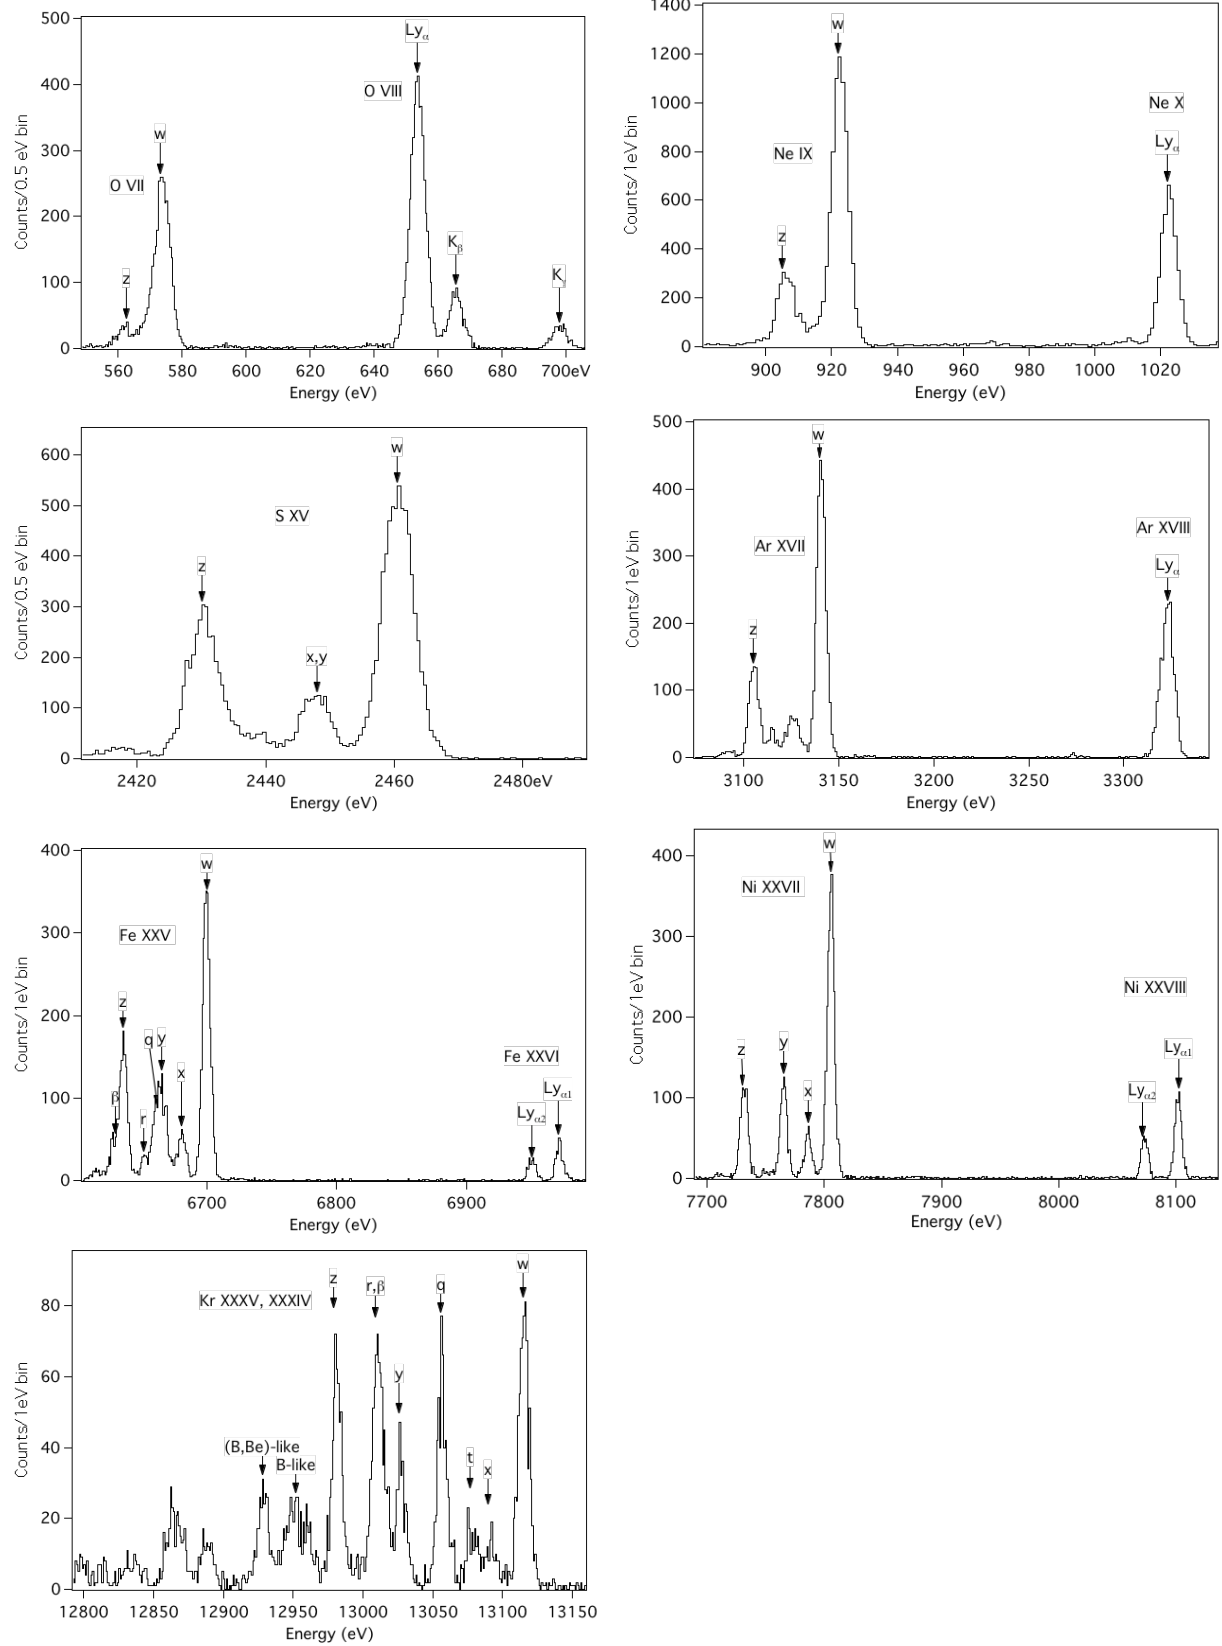 500
400
300
200
100
0
Counts/0.5 eV bin
O VII
z
w
O VIII
Lyα
Kβ
Kγ
560 580 600 620 640 660 680 700eV
Energy (eV)
1400
1200
1000
800
600
400
200
0
Counts/1eV bin
z
w
Ne IX
Ne X
Lyα
900 920 940 960 980 1000 1020
Energy (eV)
600
500
400
300
200
100
0
Counts/0.5 eV bin
z
S XV
x,y
w
2420 2440 2460 2480eV
Energy (eV)
500
400
300
200
100
0
Counts/1eV bin
z
Ar XVII
w
Ar XVIII
Lyα
3100 3150 3200 3250 3300
Energy (eV)
400
300
200
100
0
Counts/1eV bin
Fe XXV
β
z
r
q
y
x
w
Fe XXVI
Lyα2
Lyα1
6700 6800 6900
Energy (eV)
400
300
200
100
0
Counts/1eV bin
Ni XXVII
z
y
x
w
Ni XXVIII
Lyα2
Lyα1
7700 7800 7900 8000 8100
Energy (eV)
80
60
40
20
0
Counts/1eV bin
Kr XXXV, XXXIV
(B,Be)-like
B-like
z
r,β
y
q
t
x
w
12800 12850 12900 12950 13000 13050 13100 13150
Energy (eV)